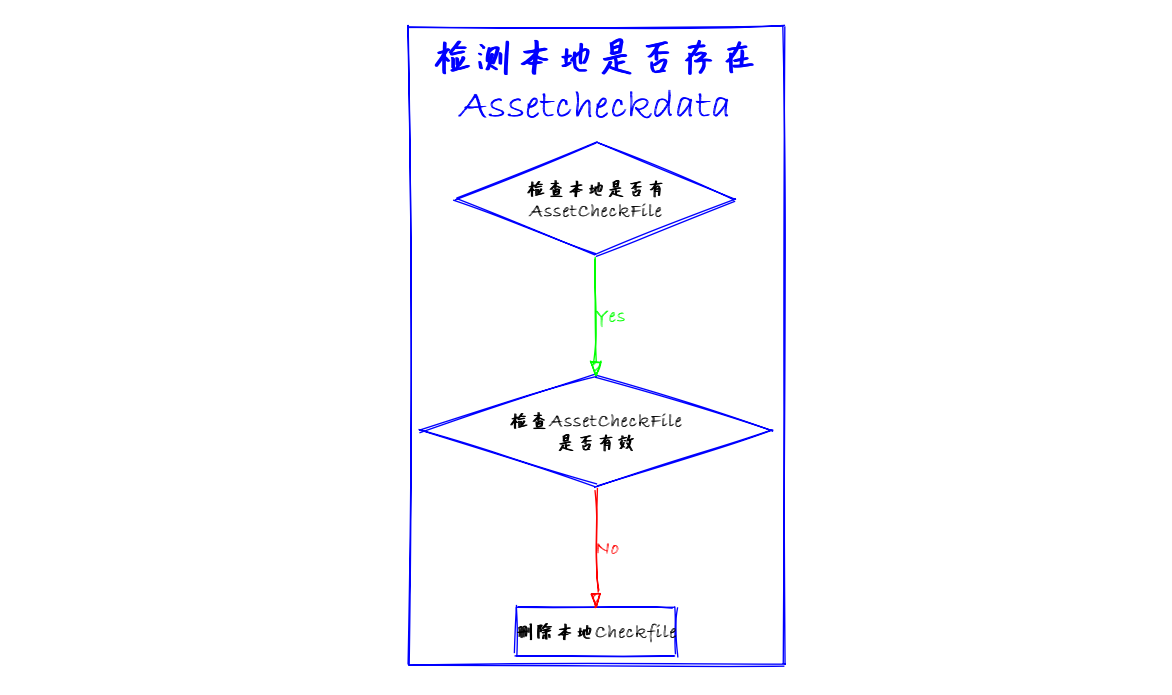 检测本地是否存在
Assetcheckdata
检查本地是否有
AssetCheckFile
Yes
检查AssetCheckFile
是否有效
No
删除本地Checkfile